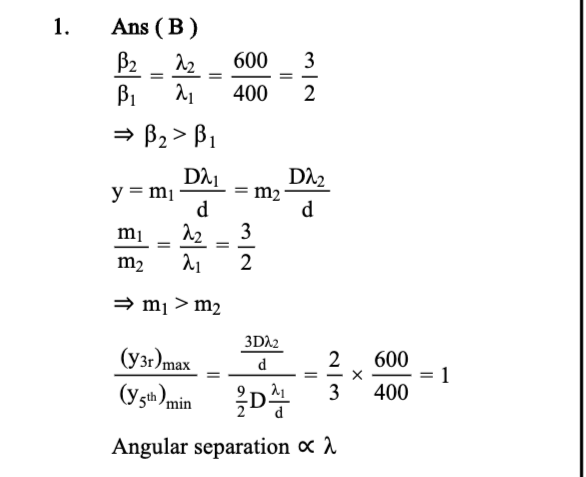 1. Ans ( B )
β₂/β₁ = λ₂/λ₁ = 600/400 = 3/2
⇒ β₂ > β₁
y = m₁ Dλ₁/d = m₂ Dλ₂/d
m₁/m₂ = λ₂/λ₁ = 3/2
⇒ m₁ > m₂
(y₃r)max/(y₅th)min = (3Dλ₂/d)/(9/2 D λ₁/d) = 2/3 × 600/400 = 1
Angular separation ∝ λ